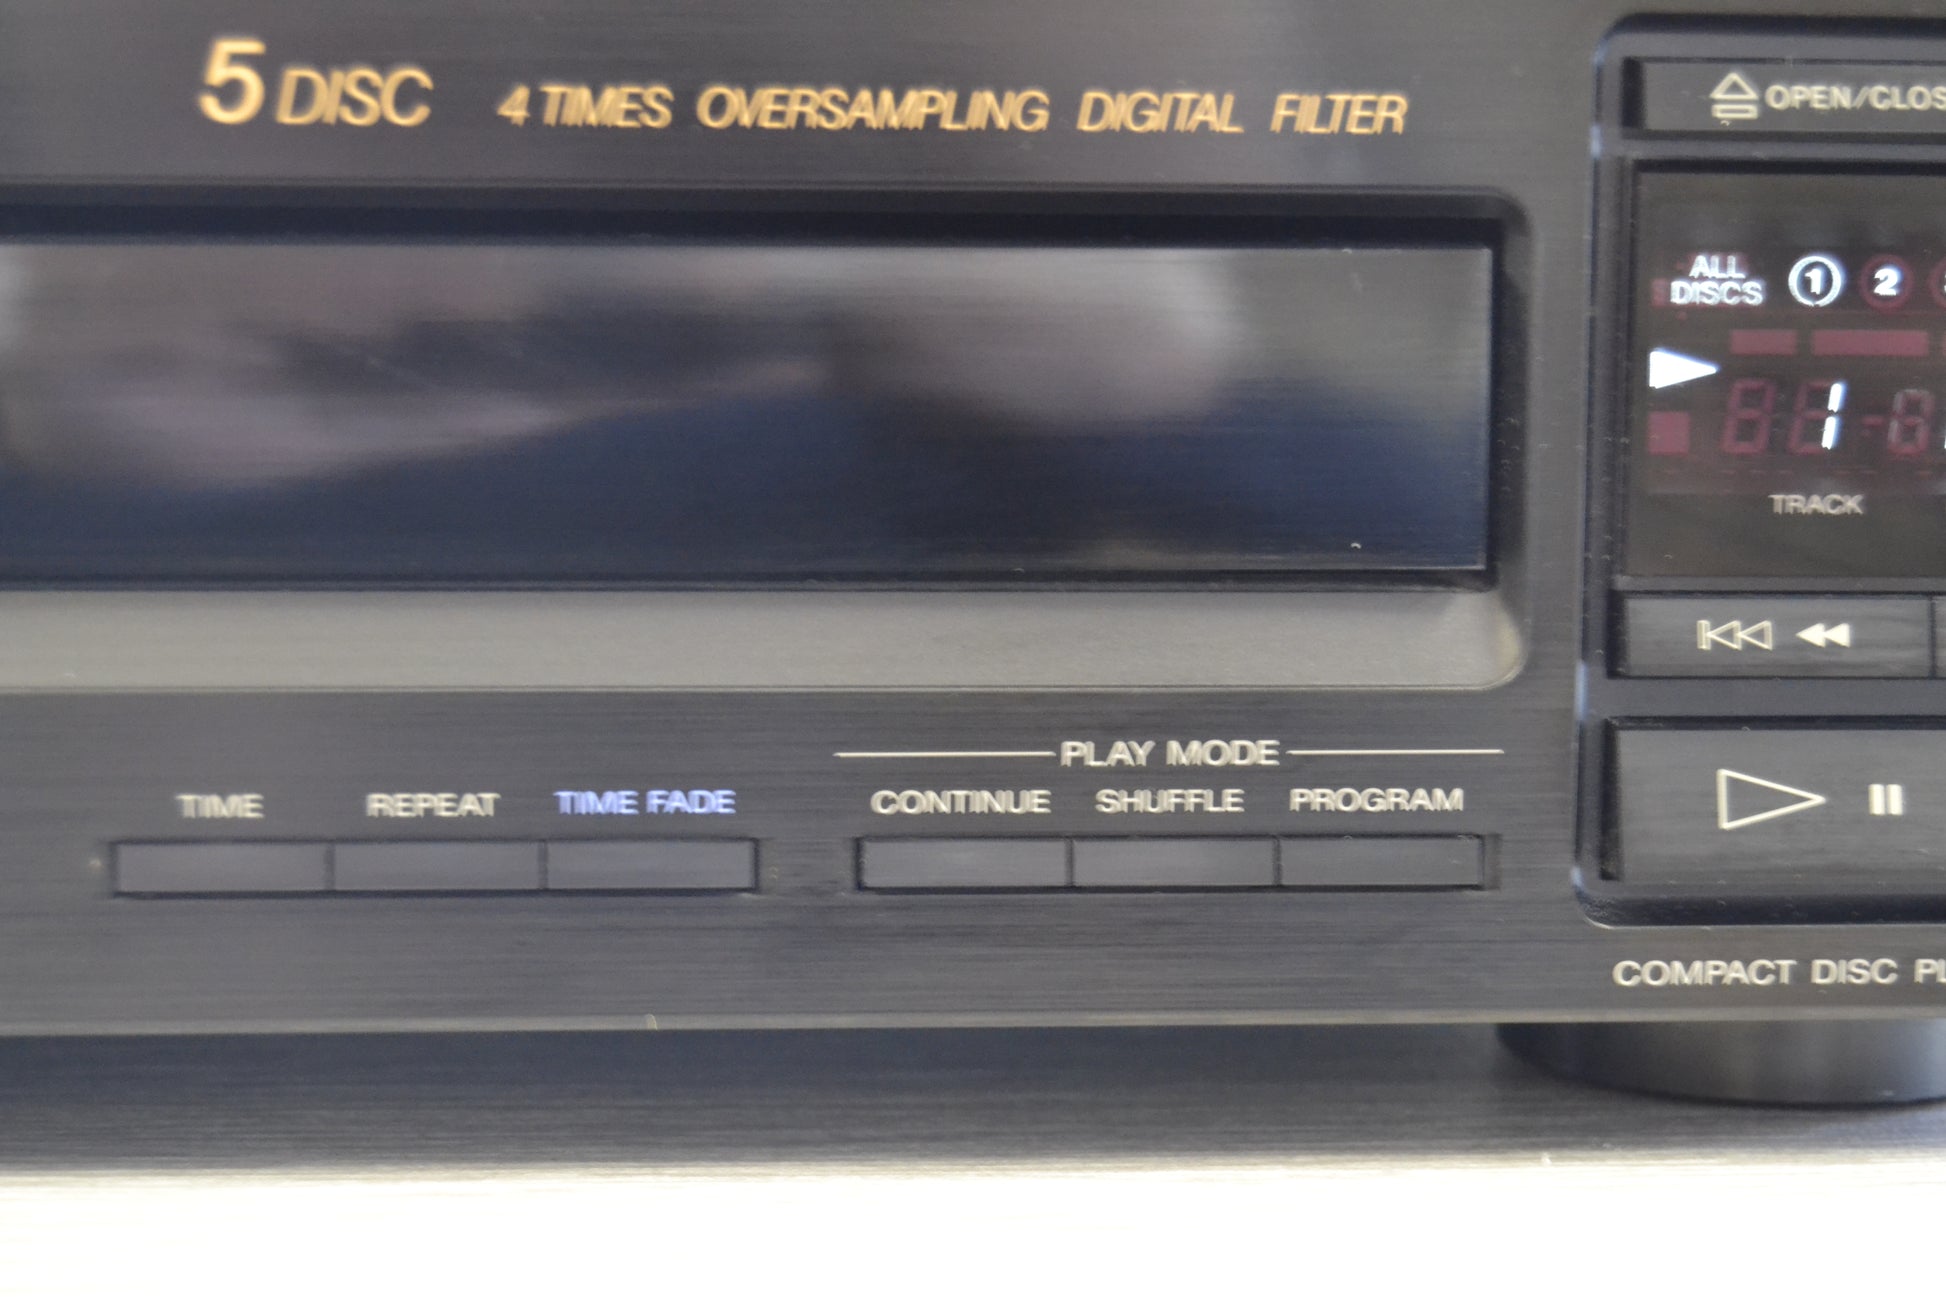 5 DISC 4 TIMES OVERSAMPLING DIGITAL FILTER
OPEN/CLOS
ALL DISCS 1 2
1
TRACK
PLAY MODE
TIME REPEAT TIME FADE CONTINUE SHUFFLE PROGRAM
COMPACT DISC PL